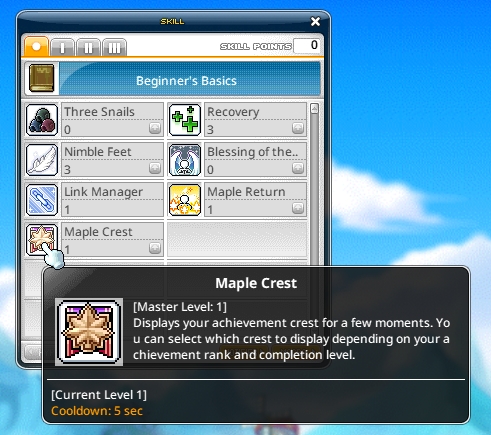 SKILL
I II III SKILL POINTS 0
Beginner's Basics
Three Snails
0
Recovery
3
Nimble Feet
3
Blessing of the..
0
Link Manager
1
Maple Return
1
Maple Crest
1
Maple Crest
[Master Level: 1]
Displays your achievement crest for a few moments. Yo
u can select which crest to display depending on your a
chievement rank and completion level.
[Current Level 1]
Cooldown: 5 sec